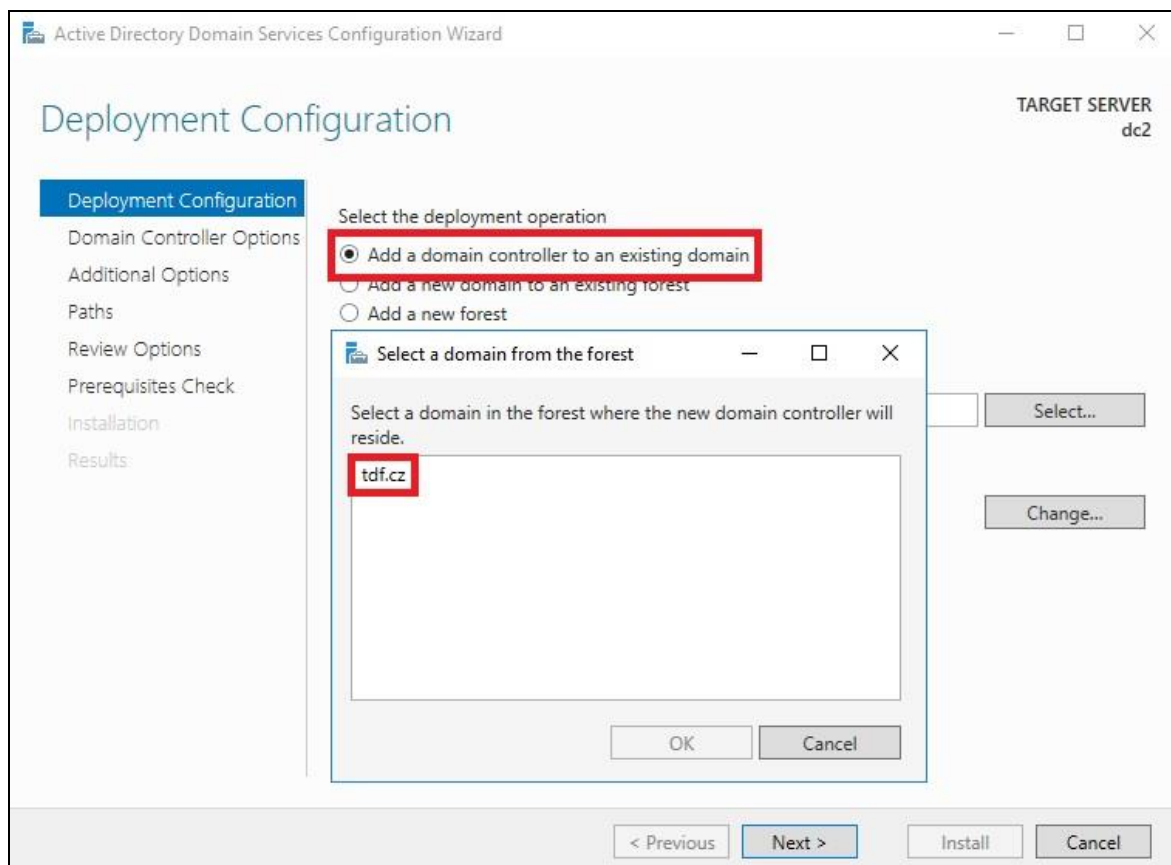 Active Directory Domain Services Configuration Wizard
Deployment Configuration
TARGET SERVER
dc2
Deployment Configuration
Domain Controller Options
Additional Options
Paths
Review Options
Prerequisites Check
Installation
Results
Select the deployment operation
Add a domain controller to an existing domain
Add a new domain to an existing forest
Add a new forest
Select a domain from the forest
Select a domain in the forest where the new domain controller will
reside.
tdf.cz
OK
Cancel
Select...
Change...
< Previous
Next >
Install
Cancel